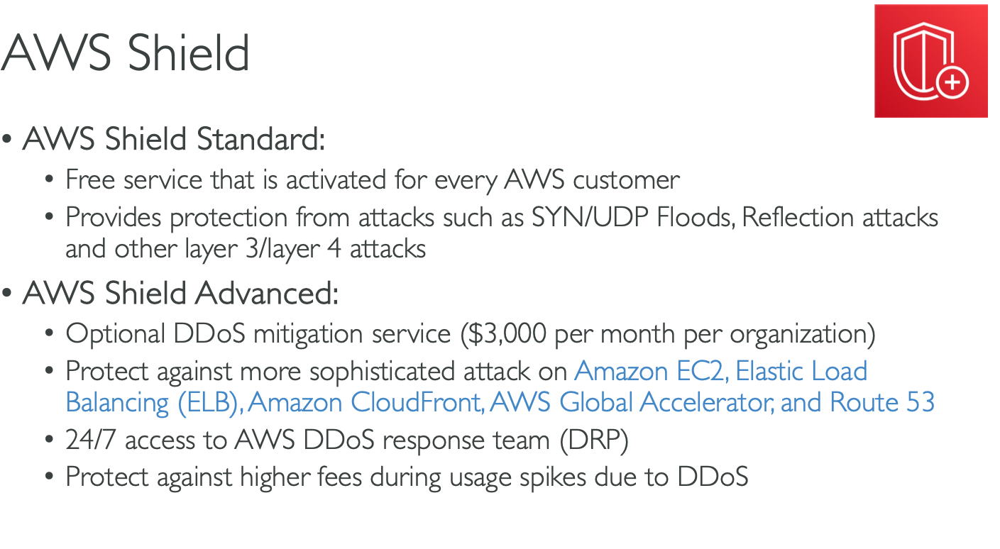 AWS Shield
• AWS Shield Standard:
• Free service that is activated for every AWS customer
• Provides protection from attacks such as SYN/UDP Floods, Reflection attacks
and other layer 3/layer 4 attacks
• AWS Shield Advanced:
• Optional DDoS mitigation service ($3,000 per month per organization)
• Protect against more sophisticated attack on Amazon EC2, Elastic Load
Balancing (ELB), Amazon CloudFront, AWS Global Accelerator, and Route 53
• 24/7 access to AWS DDoS response team (DRP)
• Protect against higher fees during usage spikes due to DDoS